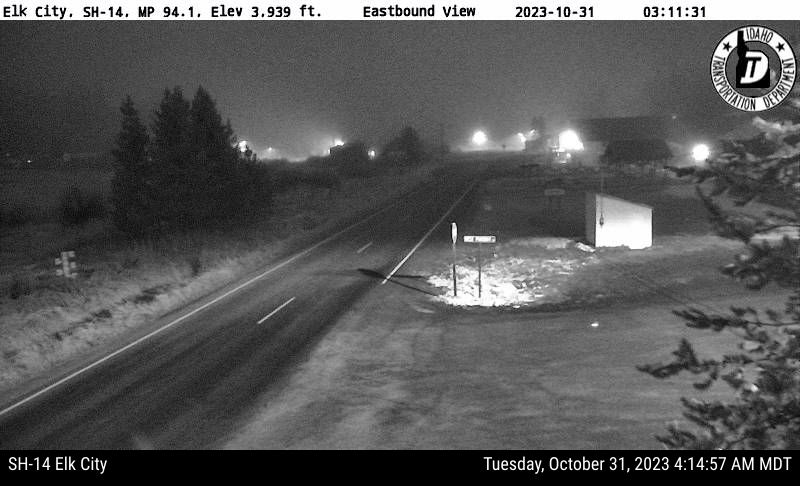 Elk City, SH-14, MP 94.1, Elev 3,939 ft. Eastbound View 2023-10-31 03:11:31
IDAHO
TRANSPORTATION DEPARTMENT
SH-14 Elk City Tuesday, October 31, 2023 4:14:57 AM MDT